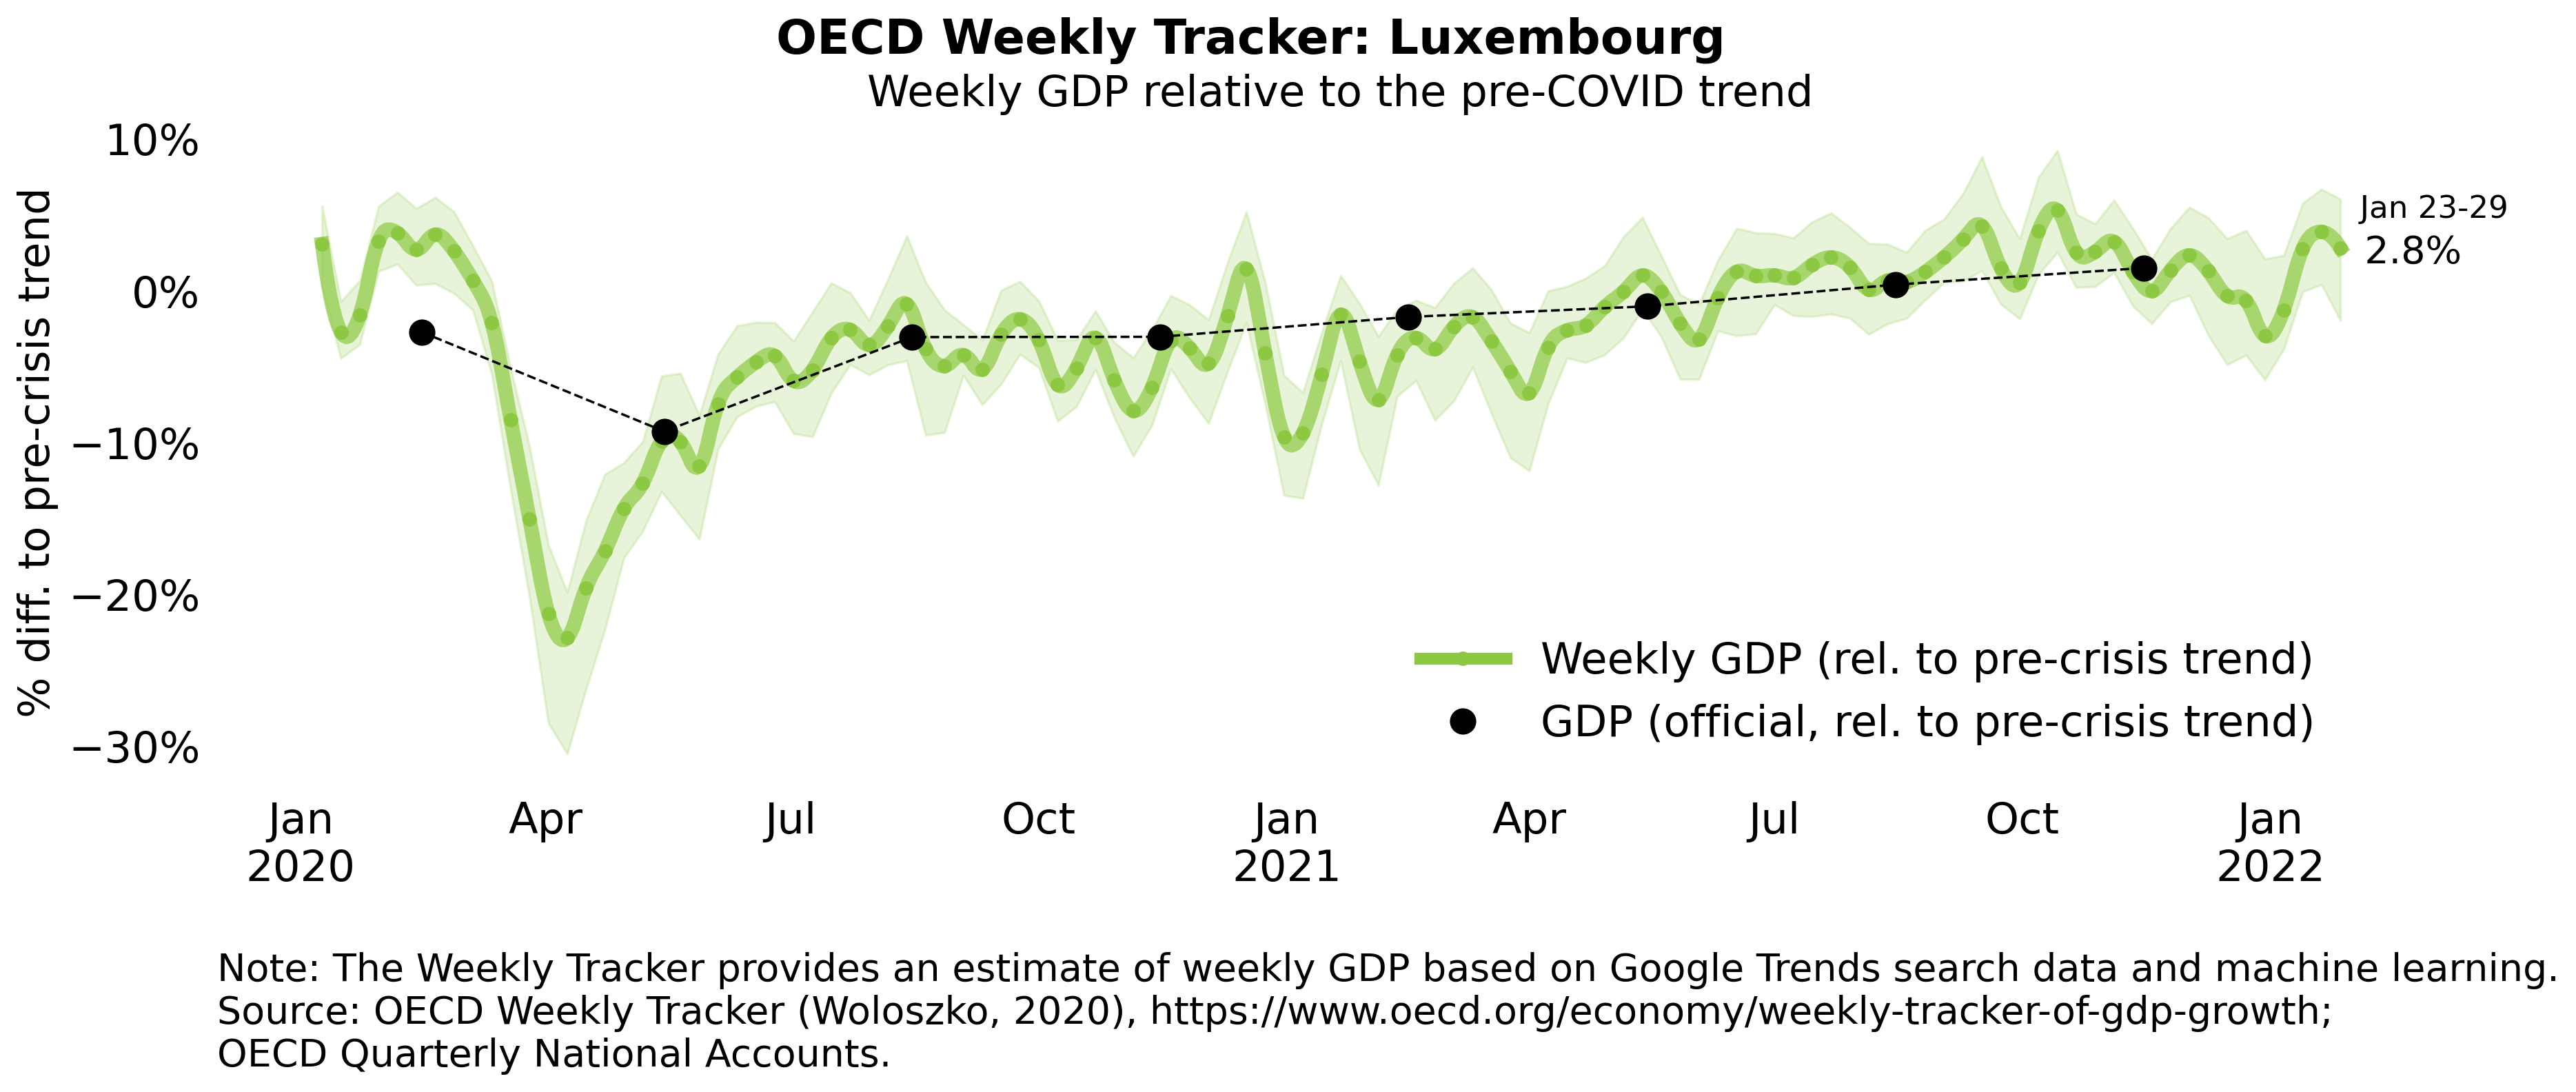 OECD Weekly Tracker: Luxembourg
Weekly GDP relative to the pre-COVID trend
% diff. to pre-crisis trend
10%
0%
−10%
−20%
−30%
Jan 23-29
2.8%
Weekly GDP (rel. to pre-crisis trend)
GDP (official, rel. to pre-crisis trend)
Jan Apr Jul Oct Jan Apr Jul Oct Jan
2020 2021 2022
Note: The Weekly Tracker provides an estimate of weekly GDP based on Google Trends search data and machine learning.
Source: OECD Weekly Tracker (Woloszko, 2020), https://www.oecd.org/economy/weekly-tracker-of-gdp-growth;
OECD Quarterly National Accounts.